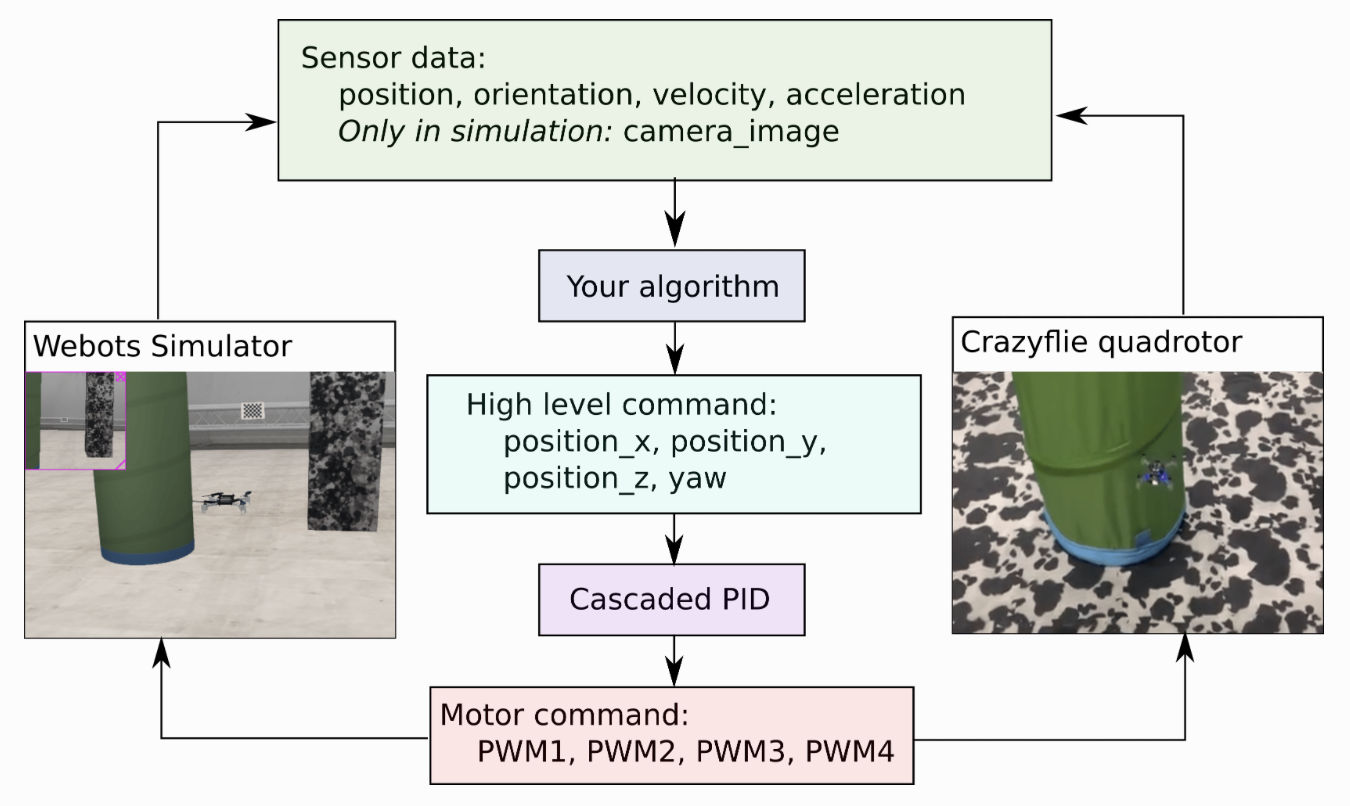 Sensor data:
position, orientation, velocity, acceleration
Only in simulation: camera_image
Your algorithm
Webots Simulator
Crazyflie quadrotor
High level command:
position_x, position_y,
position_z, yaw
Cascaded PID
Motor command:
PWM1, PWM2, PWM3, PWM4